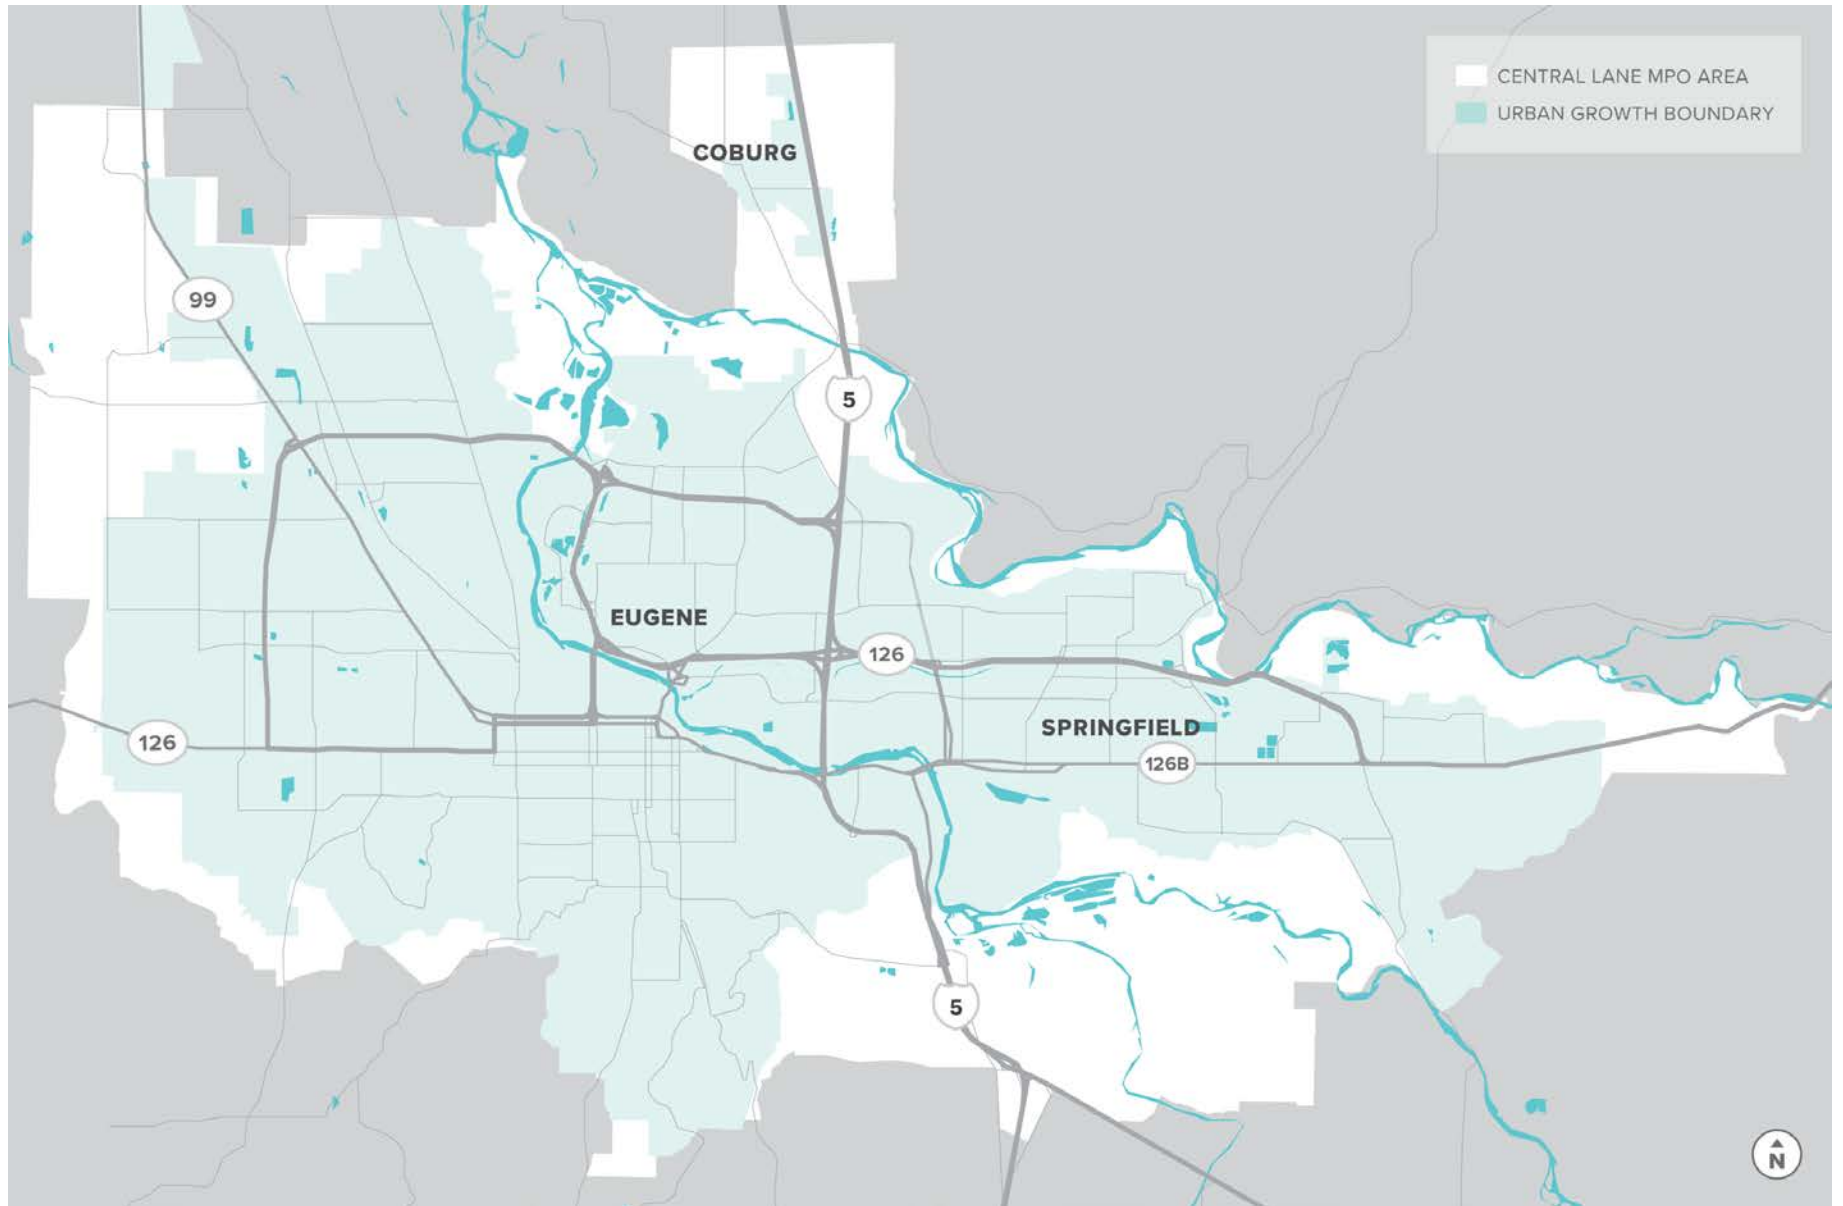 CENTRAL LANE MPO AREA
URBAN GROWTH BOUNDARY
COBURG
99
5
EUGENE
126
SPRINGFIELD
126
126B
5
N